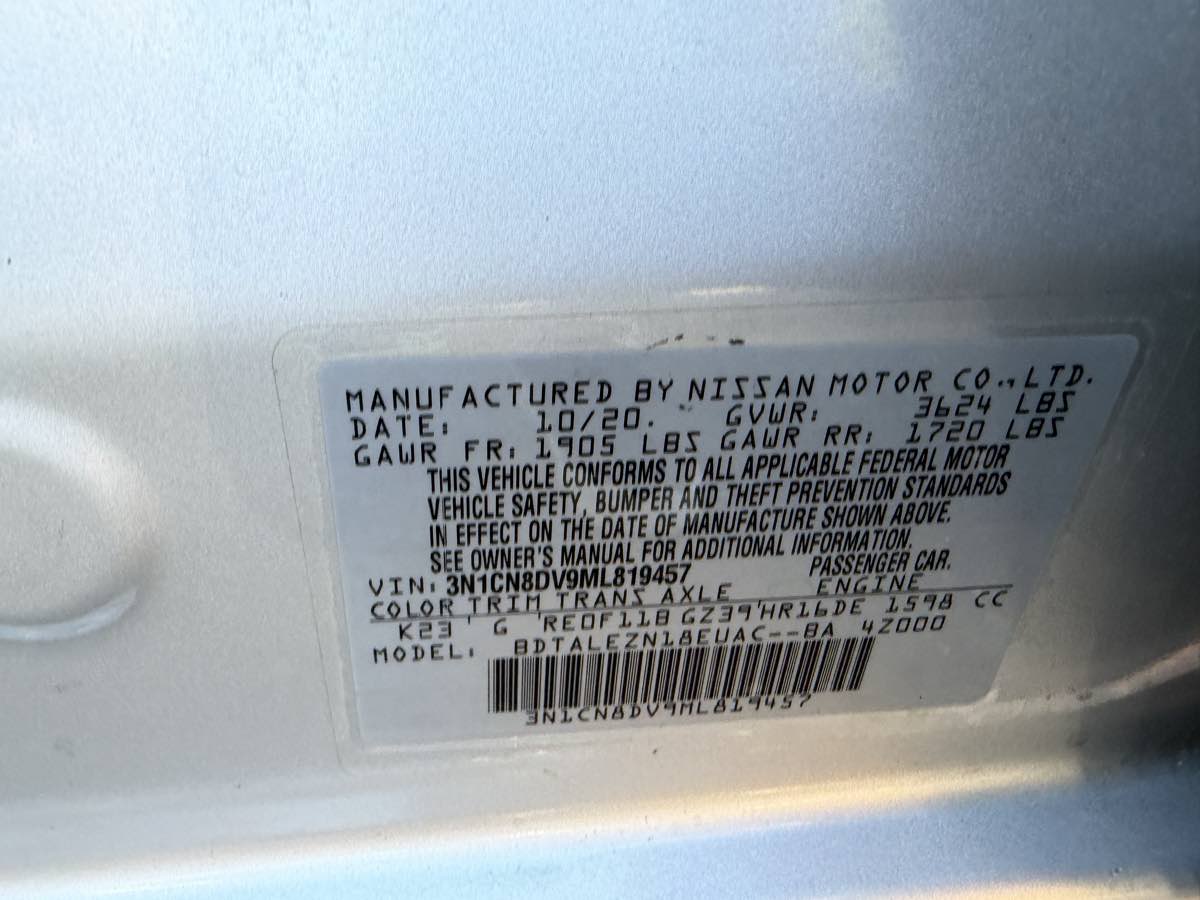 MANUFACTURED BY NISSAN MOTOR CO., LTD.
DATE: 10/20. GVWR: 3624 LBS
GAWR FR: 1905 LBS GAWR RR: 1720 LBS
THIS VEHICLE CONFORMS TO ALL APPLICABLE FEDERAL MOTOR
VEHICLE SAFETY, BUMPER AND THEFT PREVENTION STANDARDS
IN EFFECT ON THE DATE OF MANUFACTURE SHOWN ABOVE.
SEE OWNER'S MANUAL FOR ADDITIONAL INFORMATION.
VIN: 3N1CN8DV9ML819457 PASSENGER CAR.
COLOR TRIM TRANS AXLE ENGINE
K23 ' G 'RE0F11B GZ39'HR16DE 1598 CC
MODEL: BDTALEZN18EUAC--BA 4Z000
3N1CN8DV9ML819457